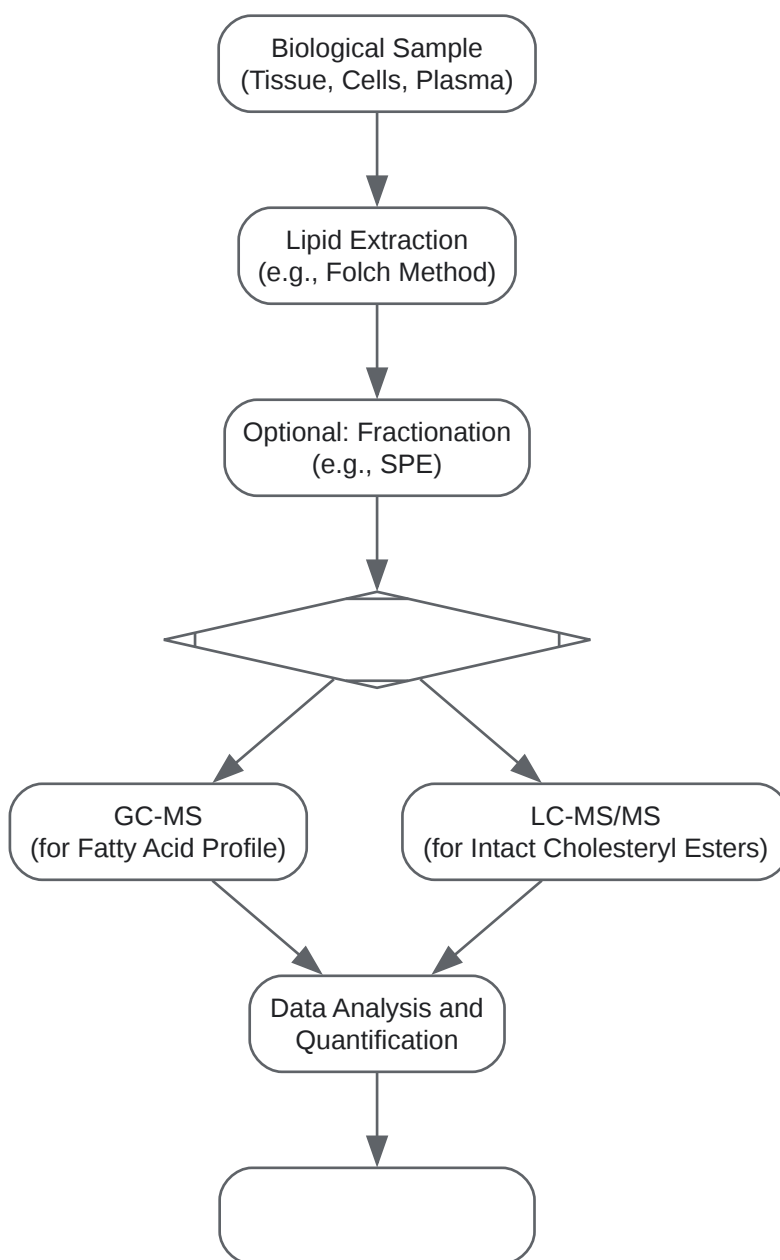 Biological Sample
(Tissue, Cells, Plasma)
Lipid Extraction
(e.g., Folch Method)
Optional: Fractionation
(e.g., SPE)
GC-MS
(for Fatty Acid Profile)
LC-MS/MS
(for Intact Cholesteryl Esters)
Data Analysis and
Quantification